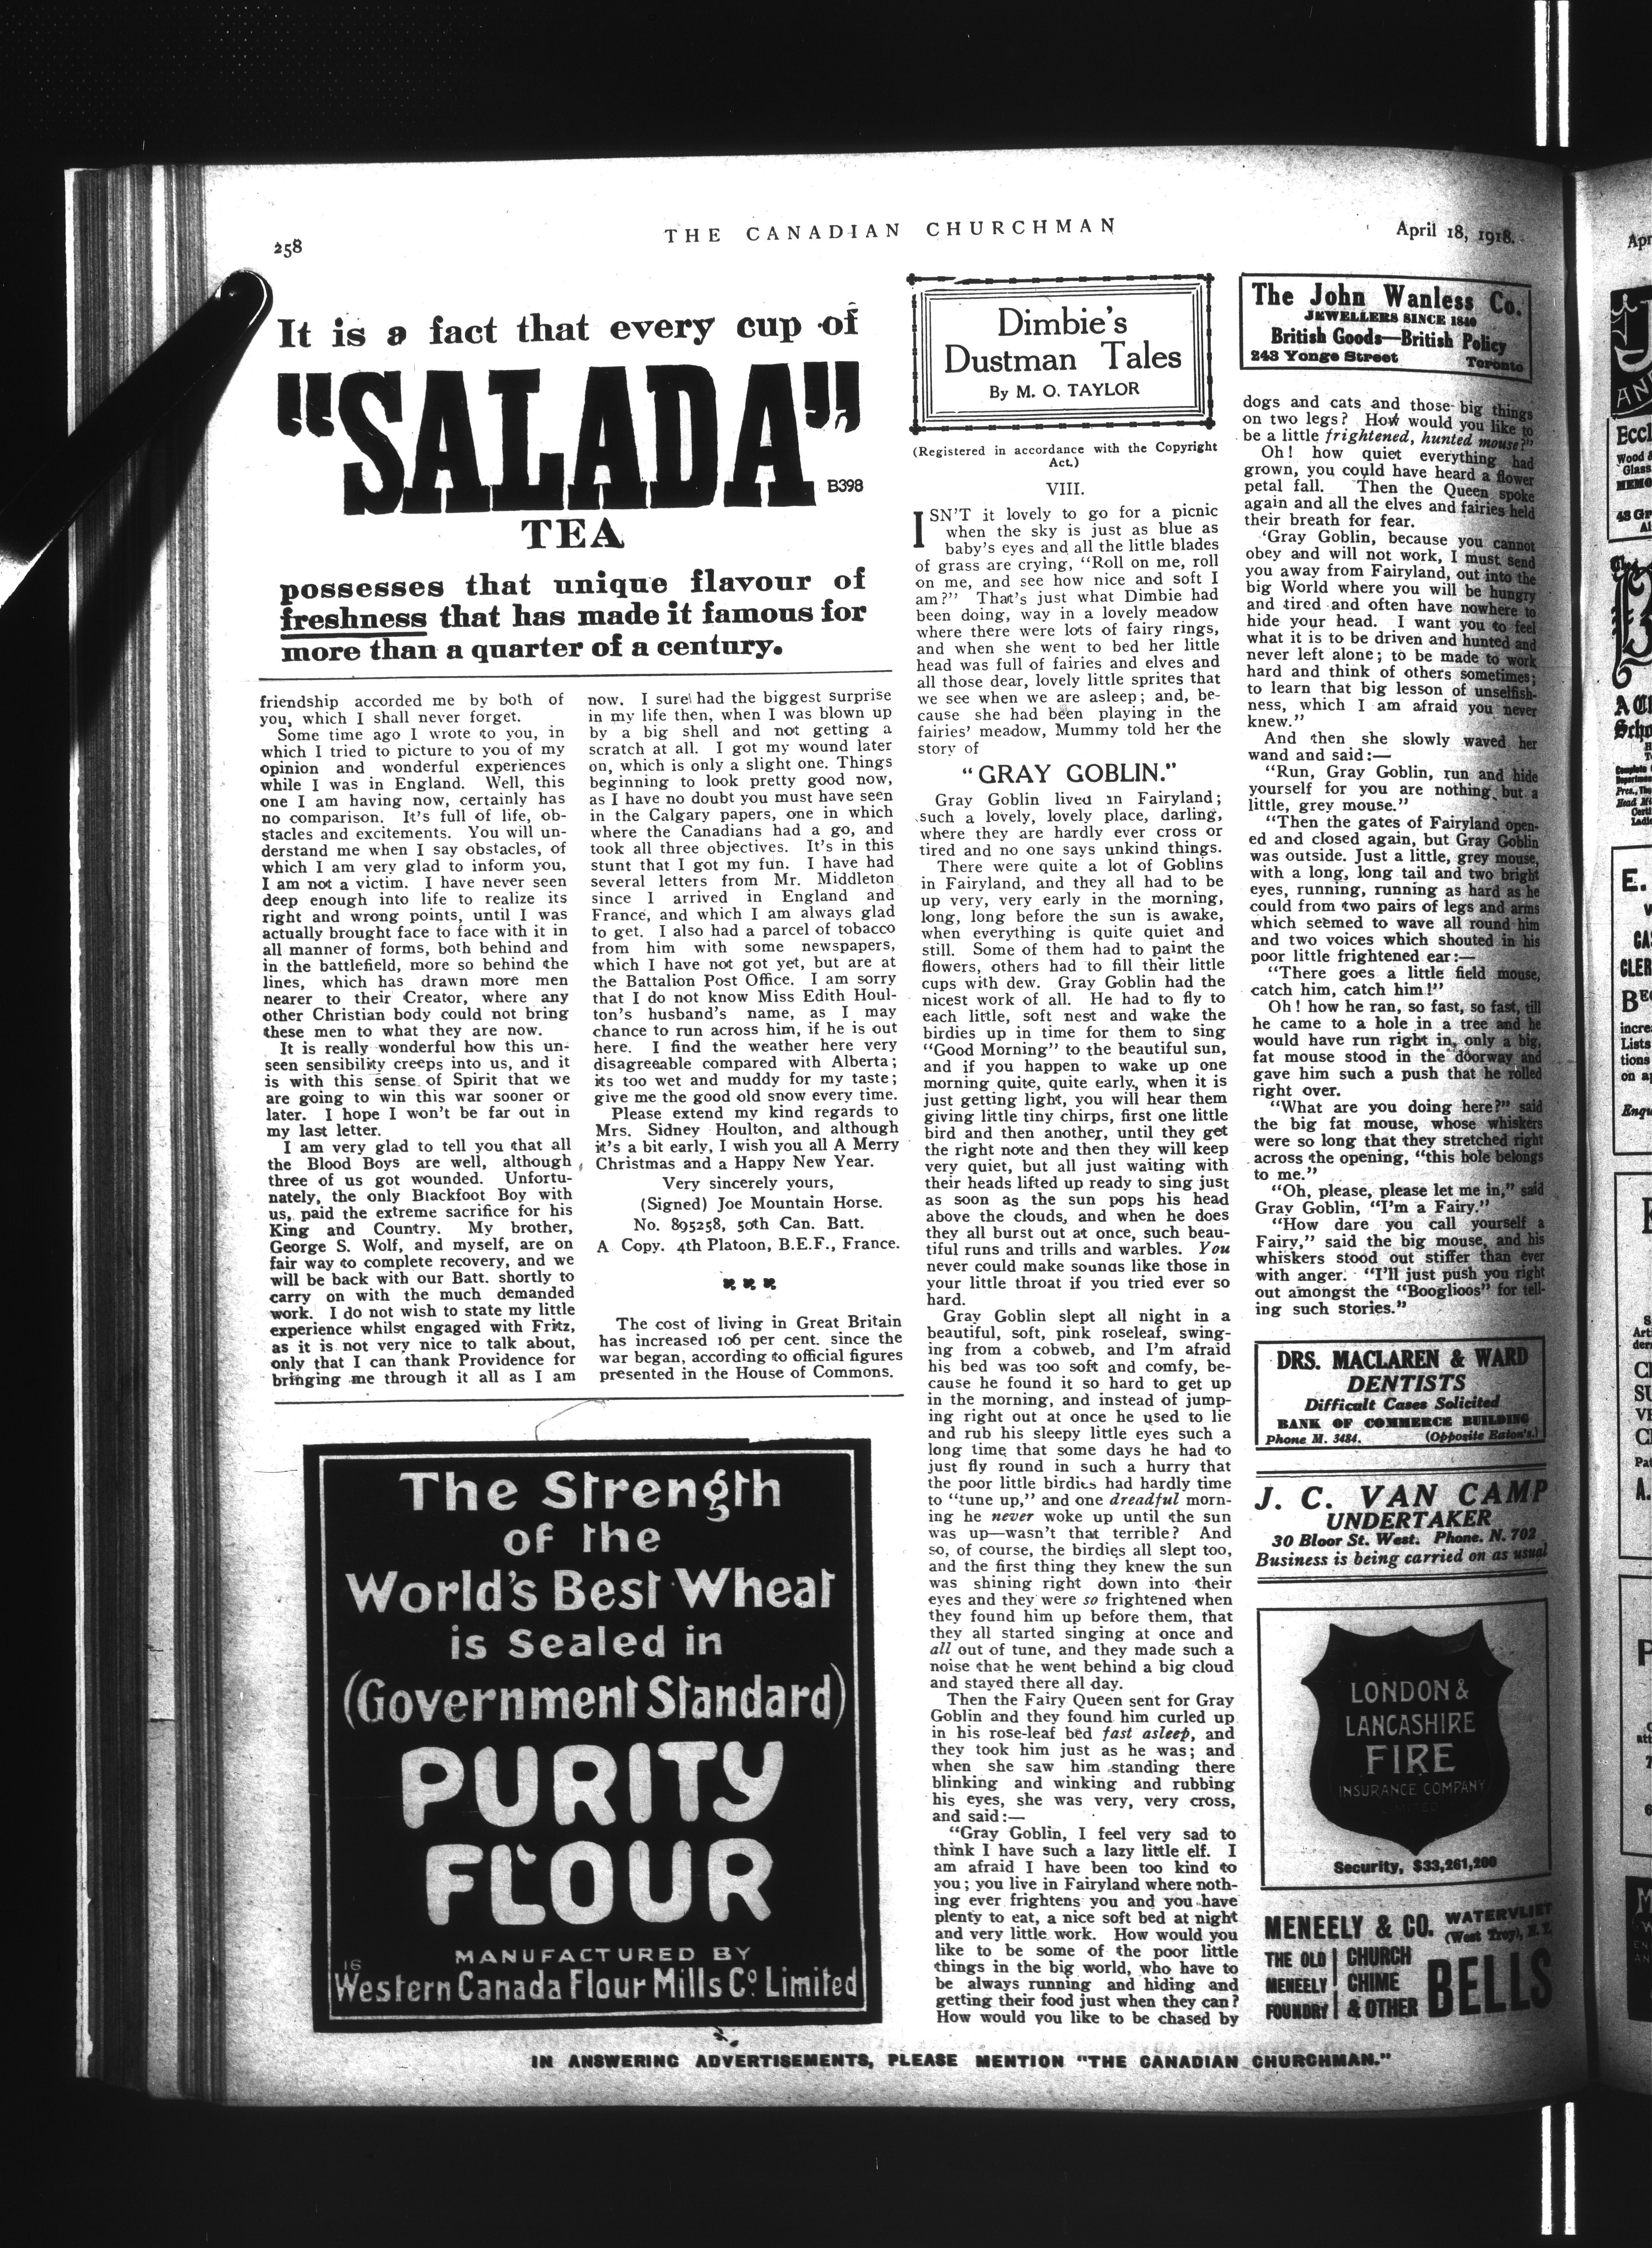 258
THE CANADIAN CHURCHMAN
April 18, 1918.
It is a fact that every cup of
"SALADA"
B398
TEA
possesses that unique flavour of
freshness that has made it famous for
more than a quarter of a century.
friendship accorded me by both of
you, which I shall never forget.
Some time ago I wrote to you, in
which I tried to picture to you of my
opinion and wonderful experiences
while I was in England. Well, this
one I am having now, certainly has
no comparison. It's full of life, ob-
stacles and excitements. You will un-
derstand me when I say obstacles, of
which I am very glad to inform you,
I am not a victim. I have never seen
deep enough into life to realize its
right and wrong points, until I was
actually brought face to face with it in
all manner of forms, both behind and
in the battlefield, more so behind the
lines, which has drawn more men
nearer to their Creator, where any
other Christian body could not bring
these men to what they are now.
It is really wonderful how this un-
seen sensibility creeps into us, and it
is with this sense of Spirit that we
are going to win this war sooner or
later. I hope I won't be far out in
my last letter.
I am very glad to tell you that all
the Blood Boys are well, although
three of us got wounded. Unfortu-
nately, the only Blackfoot Boy with
us, paid the extreme sacrifice for his
King and Country. My brother,
George S. Wolf, and myself, are on
fair way to complete recovery, and we
will be back with our Batt. shortly to
carry on with the much demanded
work. I do not wish to state my little
experience whilst engaged with Fritz,
as it is not very nice to talk about,
only that I can thank Providence for
bringing me through it all as I am
now. I sure had the biggest surprise
in my life then, when I was blown up
by a big shell and not getting a
scratch at all. I got my wound later
on, which is only a slight one. Things
beginning to look pretty good now,
as I have no doubt you must have seen
in the Calgary papers, one in which
where the Canadians had a go, and
took all three objectives. It's in this
stunt that I got my fun. I have had
several letters from Mr. Middleton
since I arrived in England and
France, and which I am always glad
to get. I also had a parcel of tobacco
from him with some newspapers,
which I have not got yet, but are at
the Battalion Post Office. I am sorry
that I do not know Miss Edith Houl-
ton's husband's name, as I may
chance to run across him, if he is out
here. I find the weather here very
disagreeable compared with Alberta;
its too wet and muddy for my taste;
give me the good old snow every time.
Please extend my kind regards to
Mrs. Sidney Houlton, and although
it's a bit early, I wish you all A Merry
Christmas and a Happy New Year.
Very sincerely yours,
(Signed) Joe Mountain Horse.
No. 895258, 50th Can. Batt.
A Copy. 4th Platoon, B.E.F., France.
The cost of living in Great Britain
has increased 106 per cent. since the
war began, according to official figures
presented in the House of Commons.
The Strength
of the
World's Best Wheat
is Sealed in
(Government Standard)
PURITY
FLOUR
MANUFACTURED BY
16
Western Canada Flour Mills Co. Limited
Dimbie's
Dustman Tales
By M. O. TAYLOR
(Registered in accordance with the Copyright
Act.)
VIII.
ISN'T it lovely to go for a picnic
when the sky is just as blue as
baby's eyes and all the little blades
of grass are crying, "Roll on me, roll
on me, and see how nice and soft I
am?" That's just what Dimbie had
been doing, way in a lovely meadow
where there were lots of fairy rings,
and when she went to bed her little
head was full of fairies and elves and
all those dear, lovely little sprites that
we see when we are asleep; and, be-
cause she had been playing in the
fairies' meadow, Mummy told her the
story of
"GRAY GOBLIN."
Gray Goblin lived in Fairyland;
such a lovely, lovely place, darling,
where they are hardly ever cross or
tired and no one says unkind things.
There were quite a lot of Goblins
in Fairyland, and they all had to be
up very, very early in the morning,
long, long before the sun is awake,
when everything is quite quiet and
still. Some of them had to paint the
flowers, others had to fill their little
cups with dew. Gray Goblin had the
nicest work of all. He had to fly to
each little, soft nest and wake the
birdies up in time for them to sing
"Good Morning" to the beautiful sun,
and if you happen to wake up one
morning quite, quite early, when it is
just getting light, you will hear them
giving little tiny chirps, first one little
bird and then another, until they get
the right note and then they will keep
very quiet, but all just waiting with
their heads lifted up ready to sing just
as soon as the sun pops his head
above the clouds, and when he does
they all burst out at once, such beau-
tiful runs and trills and warbles. You
never could make sounds like those in
your little throat if you tried ever so
hard.
Gray Goblin slept all night in a
beautiful, soft, pink roseleaf, swing-
ing from a cobweb, and I'm afraid
his bed was too soft and comfy, be-
cause he found it so hard to get up
in the morning, and instead of jump-
ing right out at once he used to lie
and rub his sleepy little eyes such a
long time that some days he had to
just fly round in such a hurry that
the poor little birdies had hardly time
to "tune up," and one dreadful morn-
ing he never woke up until the sun
was up—wasn't that terrible? And
so, of course, the birdies all slept too,
and the first thing they knew the sun
was shining right down into their
eyes and they were so frightened when
they found him up before them, that
they all started singing at once and
all out of tune, and they made such a
noise that he went behind a big cloud
and stayed there all day.
Then the Fairy Queen sent for Gray
Goblin and they found him curled up
in his rose-leaf bed fast asleep, and
they took him just as he was; and
when she saw him standing there
blinking and winking and rubbing
his eyes, she was very, very cross,
and said:—
"Gray Goblin, I feel very sad to
think I have such a lazy little elf. I
am afraid I have been too kind to
you; you live in Fairyland where noth-
ing ever frightens you and you have
plenty to eat, a nice soft bed at night
and very little work. How would you
like to be some of the poor little
things in the big world, who have to
be always running and hiding and
getting their food just when they can?
How would you like to be chased by
The John Wanless Co.
JEWELLERS SINCE 1840
British Goods—British Policy
243 Yonge Street Toronto
dogs and cats and those big things
on two legs? How would you like to
be a little frightened, hunted mouse?"
Oh! how quiet everything had
grown, you could have heard a flower
petal fall. Then the Queen spoke
again and all the elves and fairies held
their breath for fear.
'Gray Goblin, because you cannot
obey and will not work, I must send
you away from Fairyland, out into the
big World where you will be hungry
and tired and often have nowhere to
hide your head. I want you to feel
what it is to be driven and hunted and
never left alone; to be made to work
hard and think of others sometimes;
to learn that big lesson of unselfish-
ness, which I am afraid you never
knew."
And then she slowly waved her
wand and said:—
"Run, Gray Goblin, run and hide
yourself for you are nothing but a
little, grey mouse."
"Then the gates of Fairyland open-
ed and closed again, but Gray Goblin
was outside. Just a little, grey mouse,
with a long, long tail and two bright
eyes, running, running as hard as he
could from two pairs of legs and arms
which seemed to wave all round him
and two voices which shouted in his
poor little frightened ear:—
"There goes a little field mouse,
catch him, catch him!"
Oh! how he ran, so fast, so fast, till
he came to a hole in a tree and he
would have run right in, only a big,
fat mouse stood in the doorway and
gave him such a push that he rolled
right over.
"What are you doing here?" said
the big fat mouse, whose whiskers
were so long that they stretched right
across the opening, "this hole belongs
to me."
"Oh, please, please let me in," said
Gray Goblin, "I'm a Fairy."
"How dare you call yourself a
Fairy," said the big mouse, and his
whiskers stood out stiffer than ever
with anger. "I'll just push you right
out amongst the "Booglioos" for tell-
ing such stories."
DRS. MACLAREN & WARD
DENTISTS
Difficult Cases Solicited
BANK OF COMMERCE BUILDING
Phone M. 3484. (Opposite Eaton's.)
J. C. VAN CAMP
UNDERTAKER
30 Bloor St. West. Phone. N. 702
Business is being carried on as usual
LONDON &
LANCASHIRE
FIRE
INSURANCE COMPANY
Security, $33,261,200
MENEELY & CO. WATERVLIET
(West Troy), N.Y.
THE OLD CHURCH
MENEELY CHIME
FOUNDRY & OTHER
BELLS
IN ANSWERING ADVERTISEMENTS, PLEASE MENTION "THE CANADIAN CHURCHMAN."